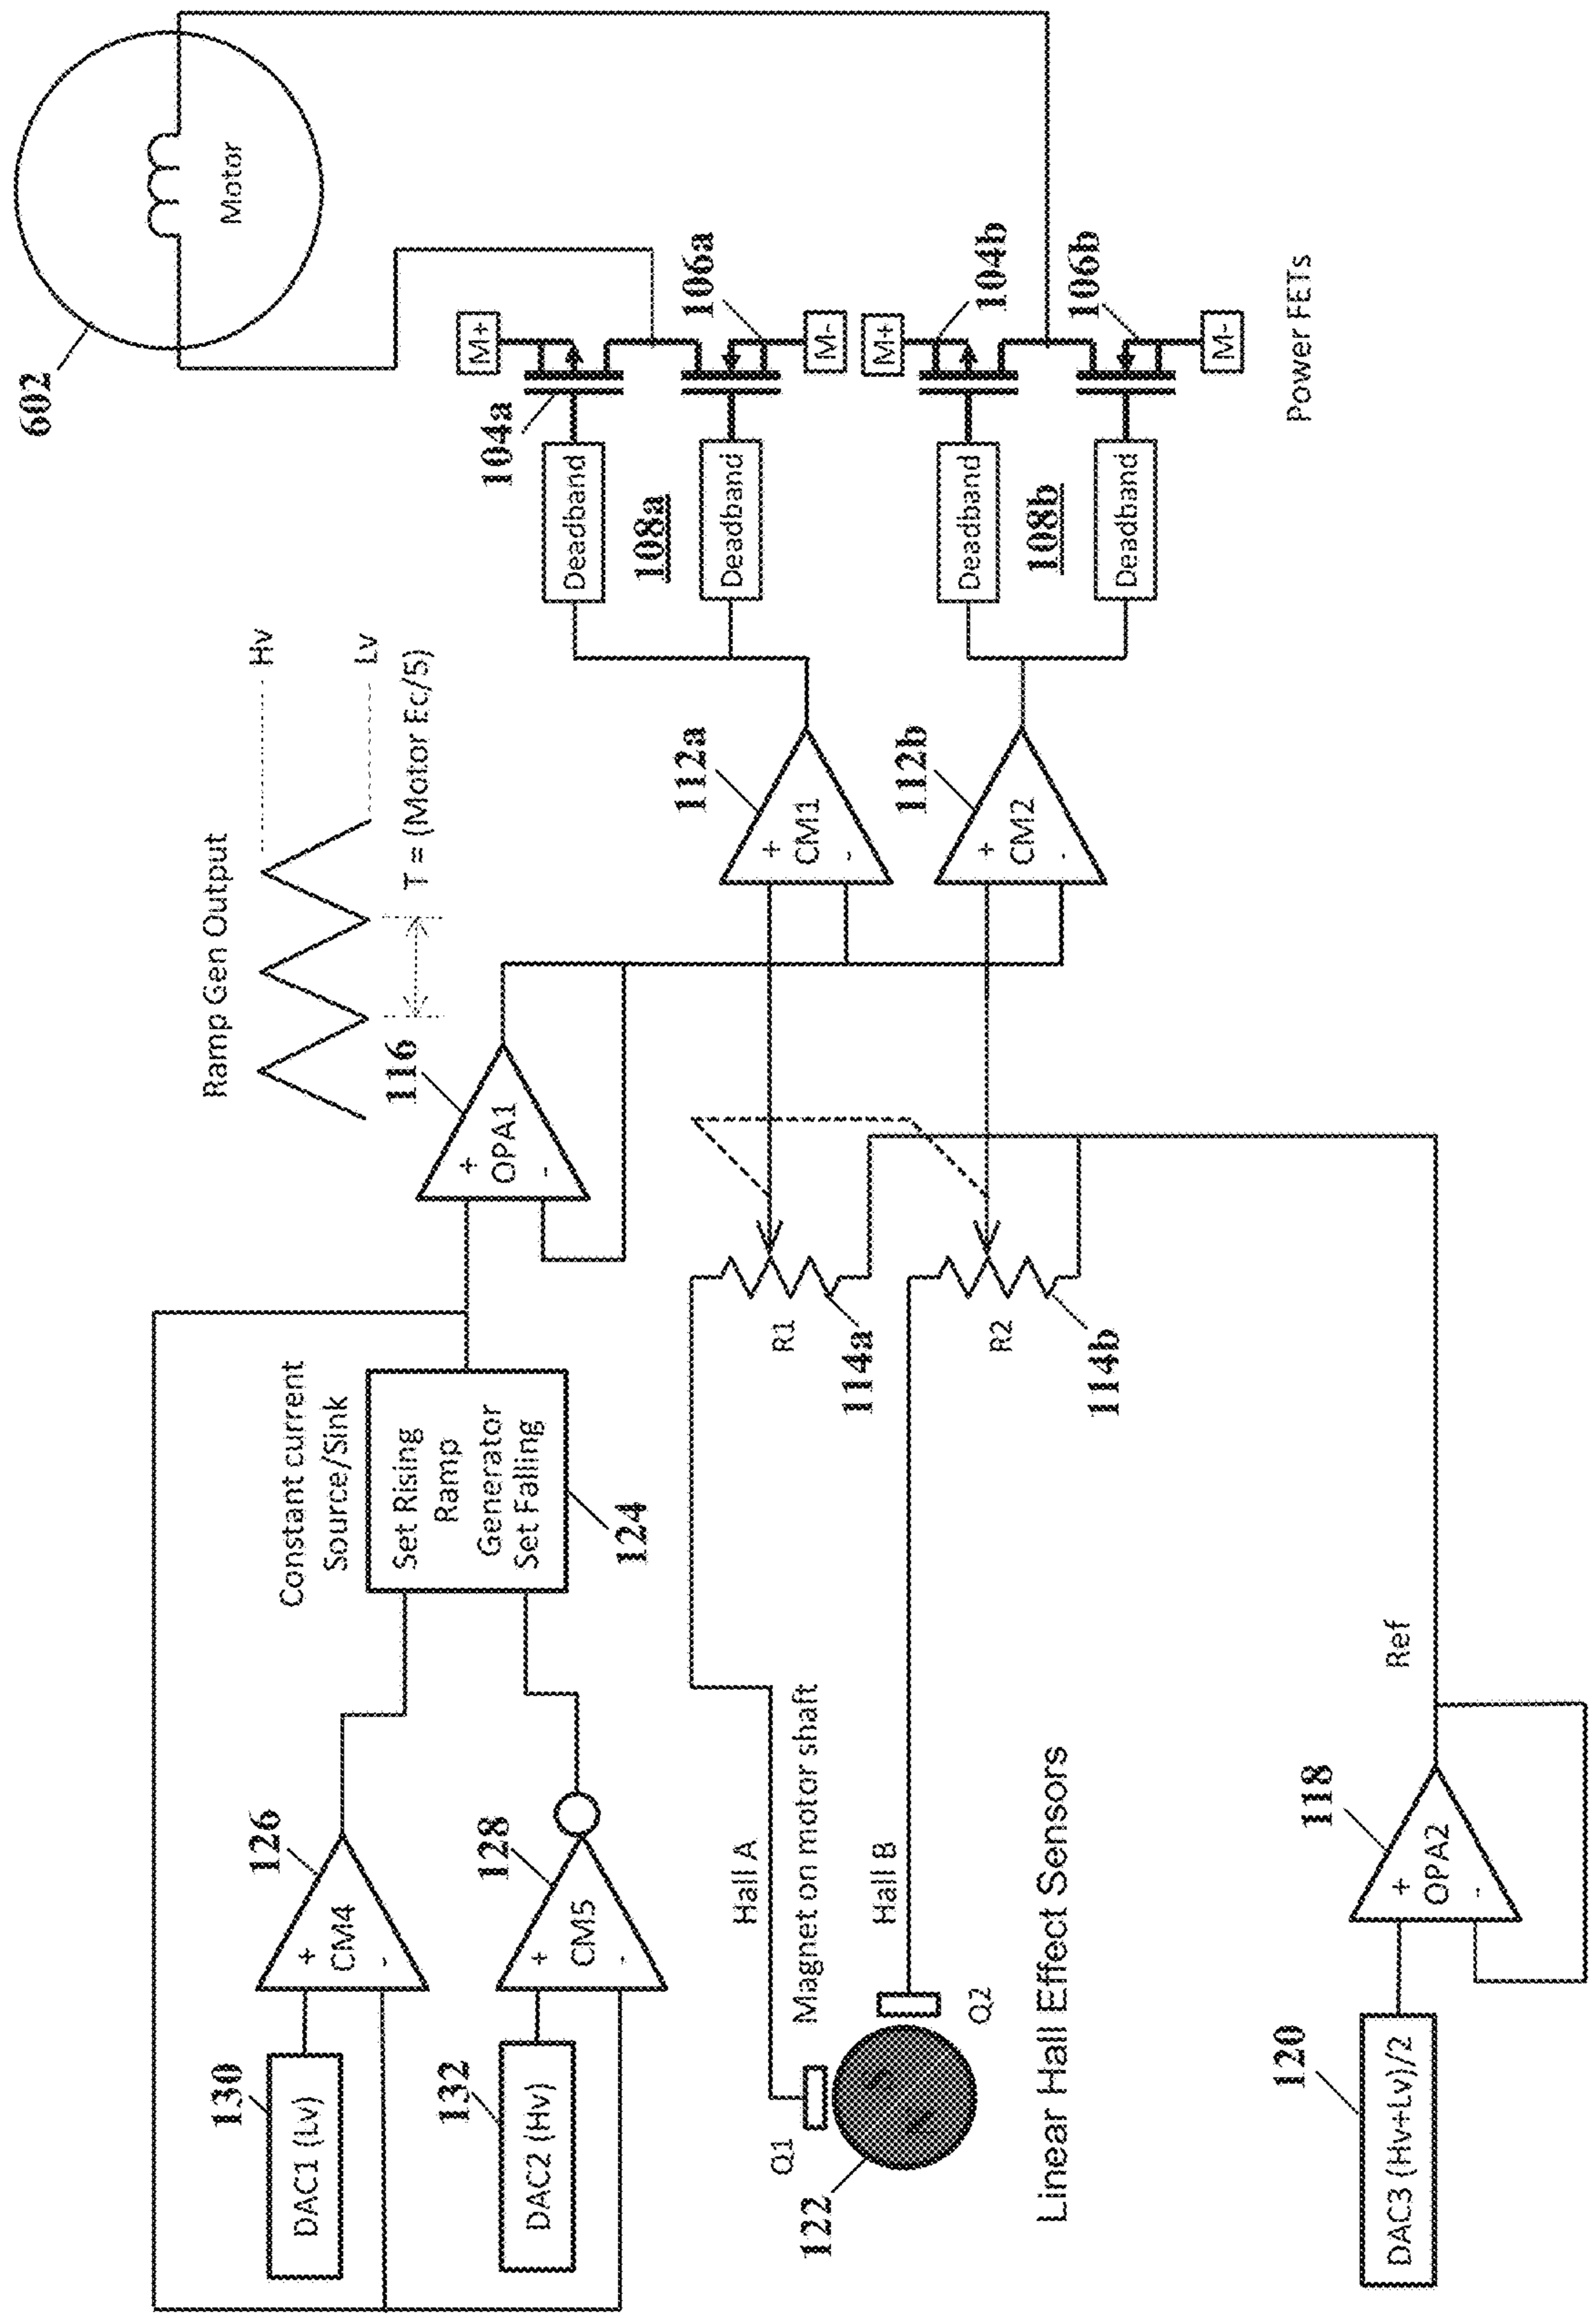 602
Motor
Ramp Gen Output
Hv
Lv
T = (Motor Ec/5)
Constant current
Source/Sink
Set Rising
Ramp
Generator
Set Falling
124
116
+
OPA1
-
130
DAC1 (Lv)
126
+
CM4
-
132
DAC2 (Hv)
128
+
CM5
-
M+
104a
Deadband
108a
106a
Deadband
M-
M+
104b
Deadband
108b
106b
Deadband
M-
Power FETs
112a
+
CM1
-
112b
+
CM2
-
R1
114a
R2
114b
Hall A
Magnet on motor shaft
Hall B
Q1
Q2
122
Linear Hall Effect Sensors
Ref
118
+
OPA2
-
120
DAC3 (Hv+Lv)/2